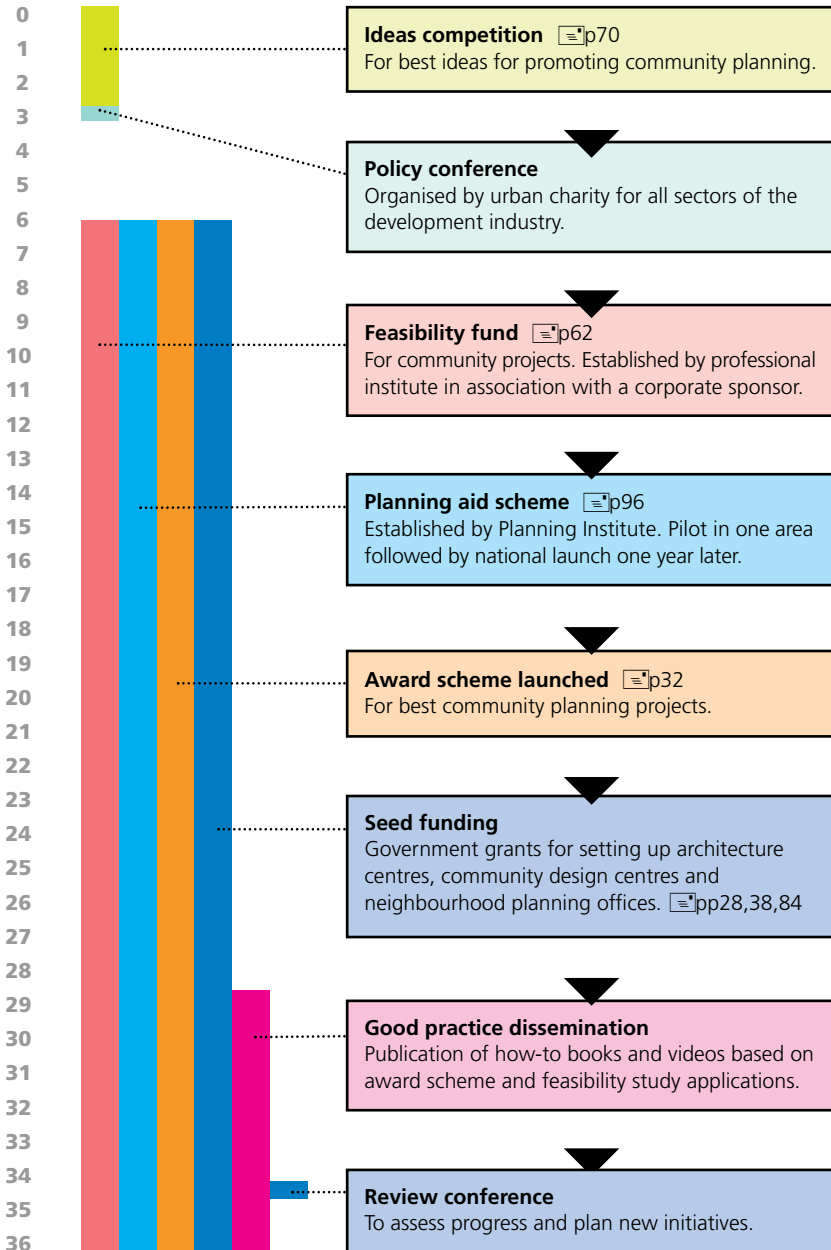 0
1
2
3
4
5
6
7
8
9
10
11
12
13
14
15
16
17
18
19
20
21
22
23
24
25
26
27
28
29
30
31
32
33
34
35
36
Ideas competition p70
For best ideas for promoting community planning.
Policy conference
Organised by urban charity for all sectors of the
development industry.
Feasibility fund p62
For community projects. Established by professional
institute in association with a corporate sponsor.
Planning aid scheme p96
Established by Planning Institute. Pilot in one area
followed by national launch one year later.
Award scheme launched p32
For best community planning projects.
Seed funding
Government grants for setting up architecture
centres, community design centres and
neighbourhood planning offices. pp28,38,84
Good practice dissemination
Publication of how-to books and videos based on
award scheme and feasibility study applications.
Review conference
To assess progress and plan new initiatives.